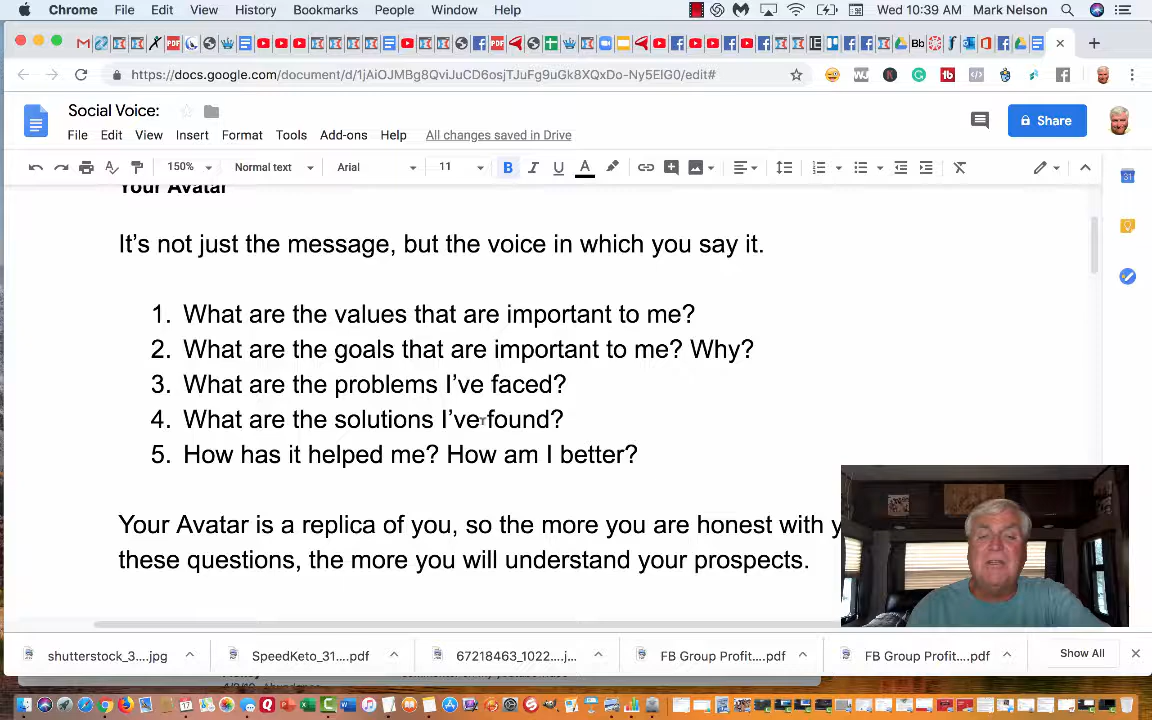 Chrome File Edit View History Bookmarks People Window Help Wed 10:39 AM Mark Nelson
https://docs.google.com/document/d/1jAiOJMBg8QviJuCD6osjTJuFg9uGk8XQxDo-Ny5EIG0/edit#
Social Voice:
File Edit View Insert Format Tools Add-ons Help All changes saved in Drive
Share
150% Normal text Arial 11 B I U A
Your Avatar
It’s not just the message, but the voice in which you say it.
1. What are the values that are important to me?
2. What are the goals that are important to me? Why?
3. What are the problems I’ve faced?
4. What are the solutions I’ve found?
5. How has it helped me? How am I better?
Your Avatar is a replica of you, so the more you are honest with
these questions, the more you will understand your prospects.
shutterstock_3....jpg SpeedKeto_31....pdf 67218463_1022....j... FB Group Profit....pdf FB Group Profit....pdf Show All